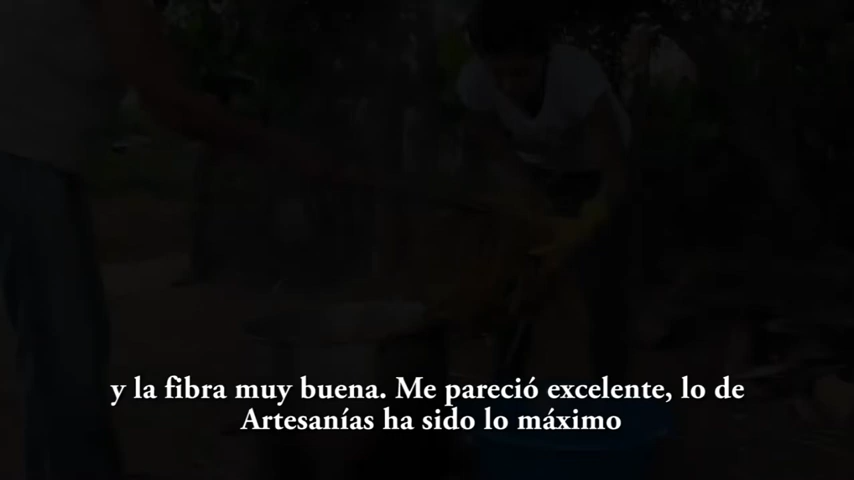 y la fibra muy buena. Me pareció excelente, lo de
Artesanías ha sido lo máximo